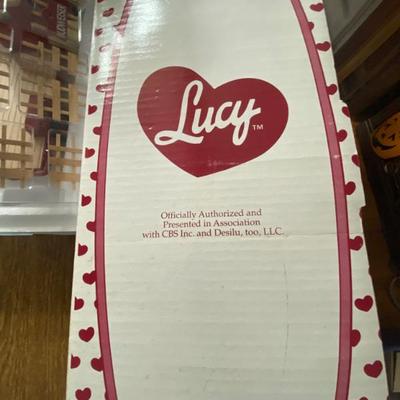 Lucy™
Officially Authorized and
Presented in Association
with CBS Inc. and Desilu, too, LLC.